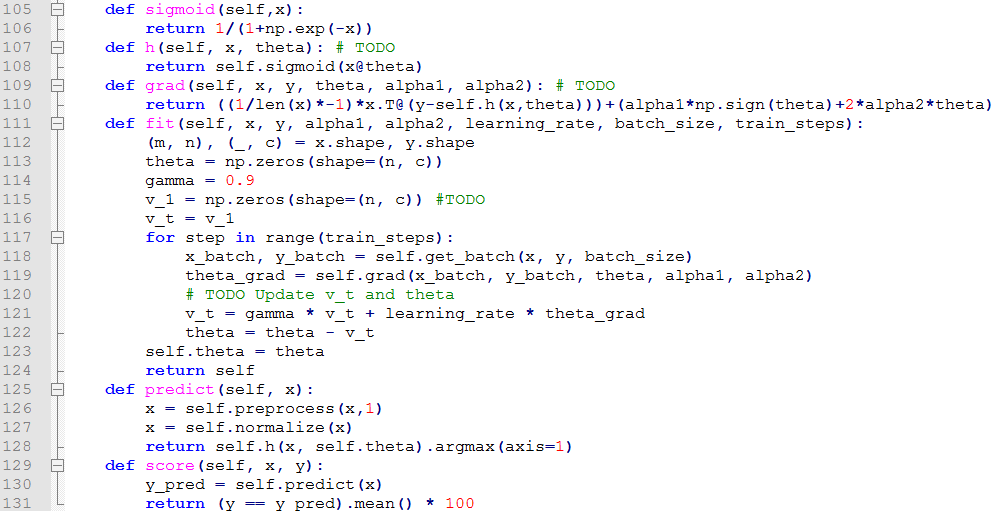 105 def sigmoid(self,x):
106 return 1/(1+np.exp(-x))
107 def h(self, x, theta): # TODO
108 return self.sigmoid(x@theta)
109 def grad(self, x, y, theta, alpha1, alpha2): # TODO
110 return ((1/len(x)*-1)*x.T@(y-self.h(x,theta)))+(alpha1*np.sign(theta)+2*alpha2*theta)
111 def fit(self, x, y, alpha1, alpha2, learning_rate, batch_size, train_steps):
112 (m, n), (_, c) = x.shape, y.shape
113 theta = np.zeros(shape=(n, c))
114 gamma = 0.9
115 v_1 = np.zeros(shape=(n, c)) #TODO
116 v_t = v_1
117 for step in range(train_steps):
118 x_batch, y_batch = self.get_batch(x, y, batch_size)
119 theta_grad = self.grad(x_batch, y_batch, theta, alpha1, alpha2)
120 # TODO Update v_t and theta
121 v_t = gamma * v_t + learning_rate * theta_grad
122 theta = theta - v_t
123 self.theta = theta
124 return self
125 def predict(self, x):
126 x = self.preprocess(x,1)
127 x = self.normalize(x)
128 return self.h(x, self.theta).argmax(axis=1)
129 def score(self, x, y):
130 y_pred = self.predict(x)
131 return (y == y_pred).mean() * 100